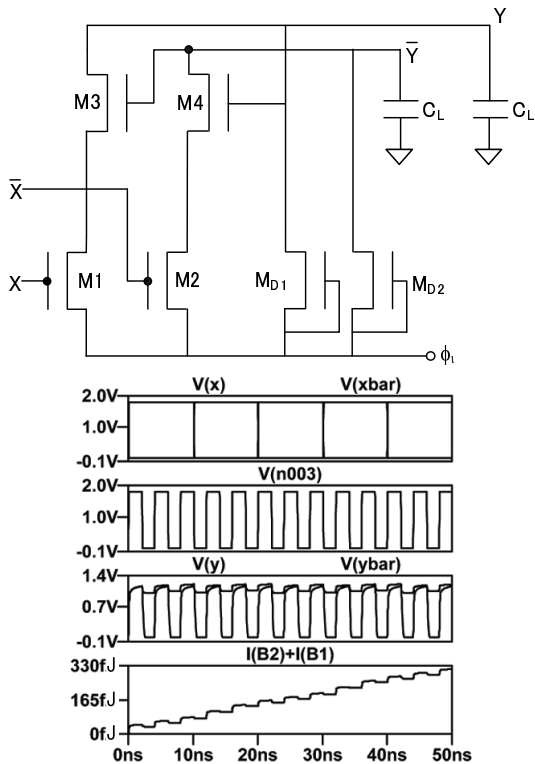 Y
Ȳ
M3
M4
C_L
C_L
X̄
X
M1
M2
M_D1
M_D2
ϕ
V(x) V(xbar)
2.0V
1.0V
-0.1V
V(n003)
2.0V
1.0V
-0.1V
V(y) V(ybar)
1.4V
0.7V
-0.1V
I(B2)+I(B1)
330fJ
165fJ
0fJ
0ns 10ns 20ns 30ns 40ns 50ns